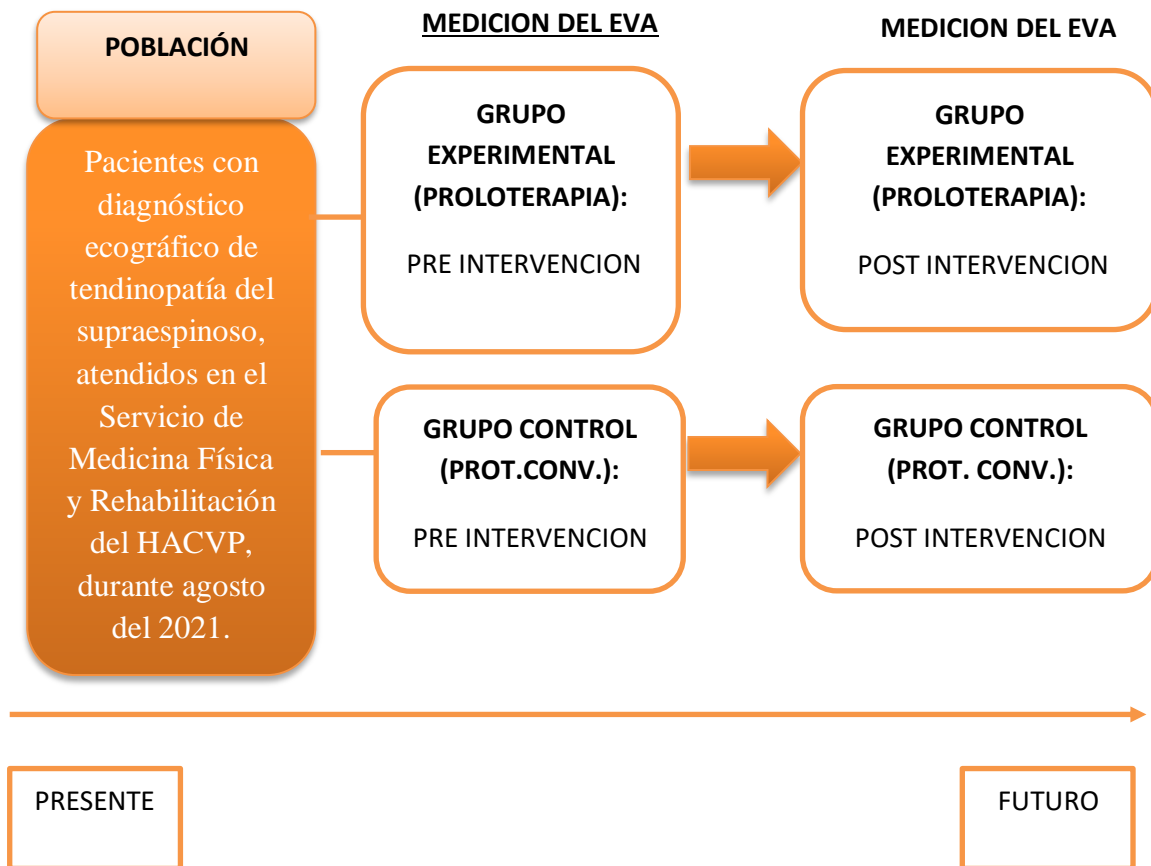 POBLACIÓN
Pacientes con
diagnóstico
ecográfico de
tendinopatía del
supraespinoso,
atendidos en el
Servicio de
Medicina Física
y Rehabilitación
del HACVP,
durante agosto
del 2021.
MEDICION DEL EVA
GRUPO
EXPERIMENTAL
(PROLOTERAPIA):
PRE INTERVENCION
GRUPO CONTROL
(PROT.CONV.):
PRE INTERVENCION
MEDICION DEL EVA
GRUPO
EXPERIMENTAL
(PROLOTERAPIA):
POST INTERVENCION
GRUPO CONTROL
(PROT. CONV.):
POST INTERVENCION
PRESENTE
FUTURO